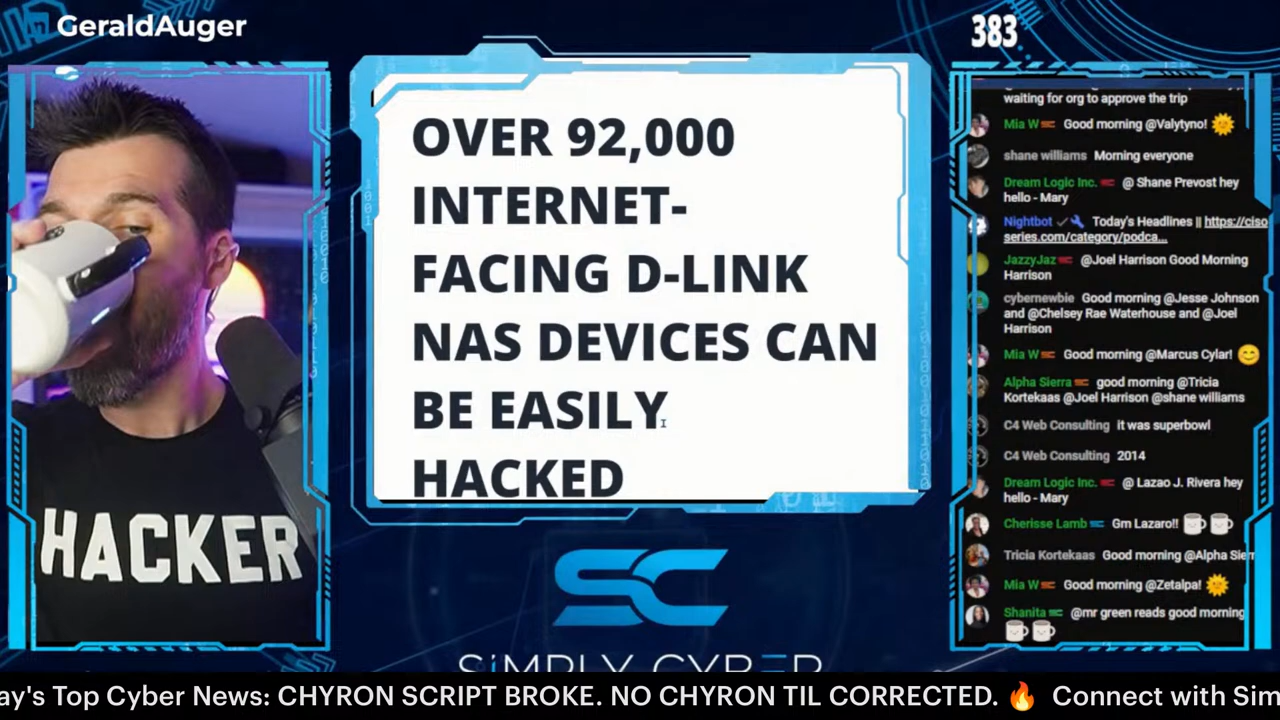 GeraldAuger
383
OVER 92,000
INTERNET-
FACING D-LINK
NAS DEVICES CAN
BE EASILY
HACKED
HACKER
SC
SIMPLY CYBER
waiting for org to approve the trip
Mia W Good morning @Valytyno! 🌞
shane williams Morning everyone
Dream Logic Inc. @ Shane Prevost hey
hello - Mary
Nightbot ✓ 🔧 Today's Headlines || https://ciso
series.com/category/podca...
JazzyJaz @Joel Harrison Good Morning
Harrison
cybernewbie Good morning @Jesse Johnson
and @Chelsey Rae Waterhouse and @Joel
Harrison
Mia W Good morning @Marcus Cylar! 😊
Alpha Sierra good morning @Tricia
Kortekaas @Joel Harrison @shane williams
C4 Web Consulting it was superbowl
C4 Web Consulting 2014
Dream Logic Inc. @ Lazao J. Rivera hey
hello - Mary
Cherisse Lamb Gm Lazaro!! ☕ ☕
Tricia Kortekaas Good morning @Alpha Sierr
Mia W Good morning @Zetalpa! 🌞
Shanita @mr green reads good morning
☕ ☕
ay's Top Cyber News: CHYRON SCRIPT BROKE. NO CHYRON TIL CORRECTED. 🔥 Connect with Sim